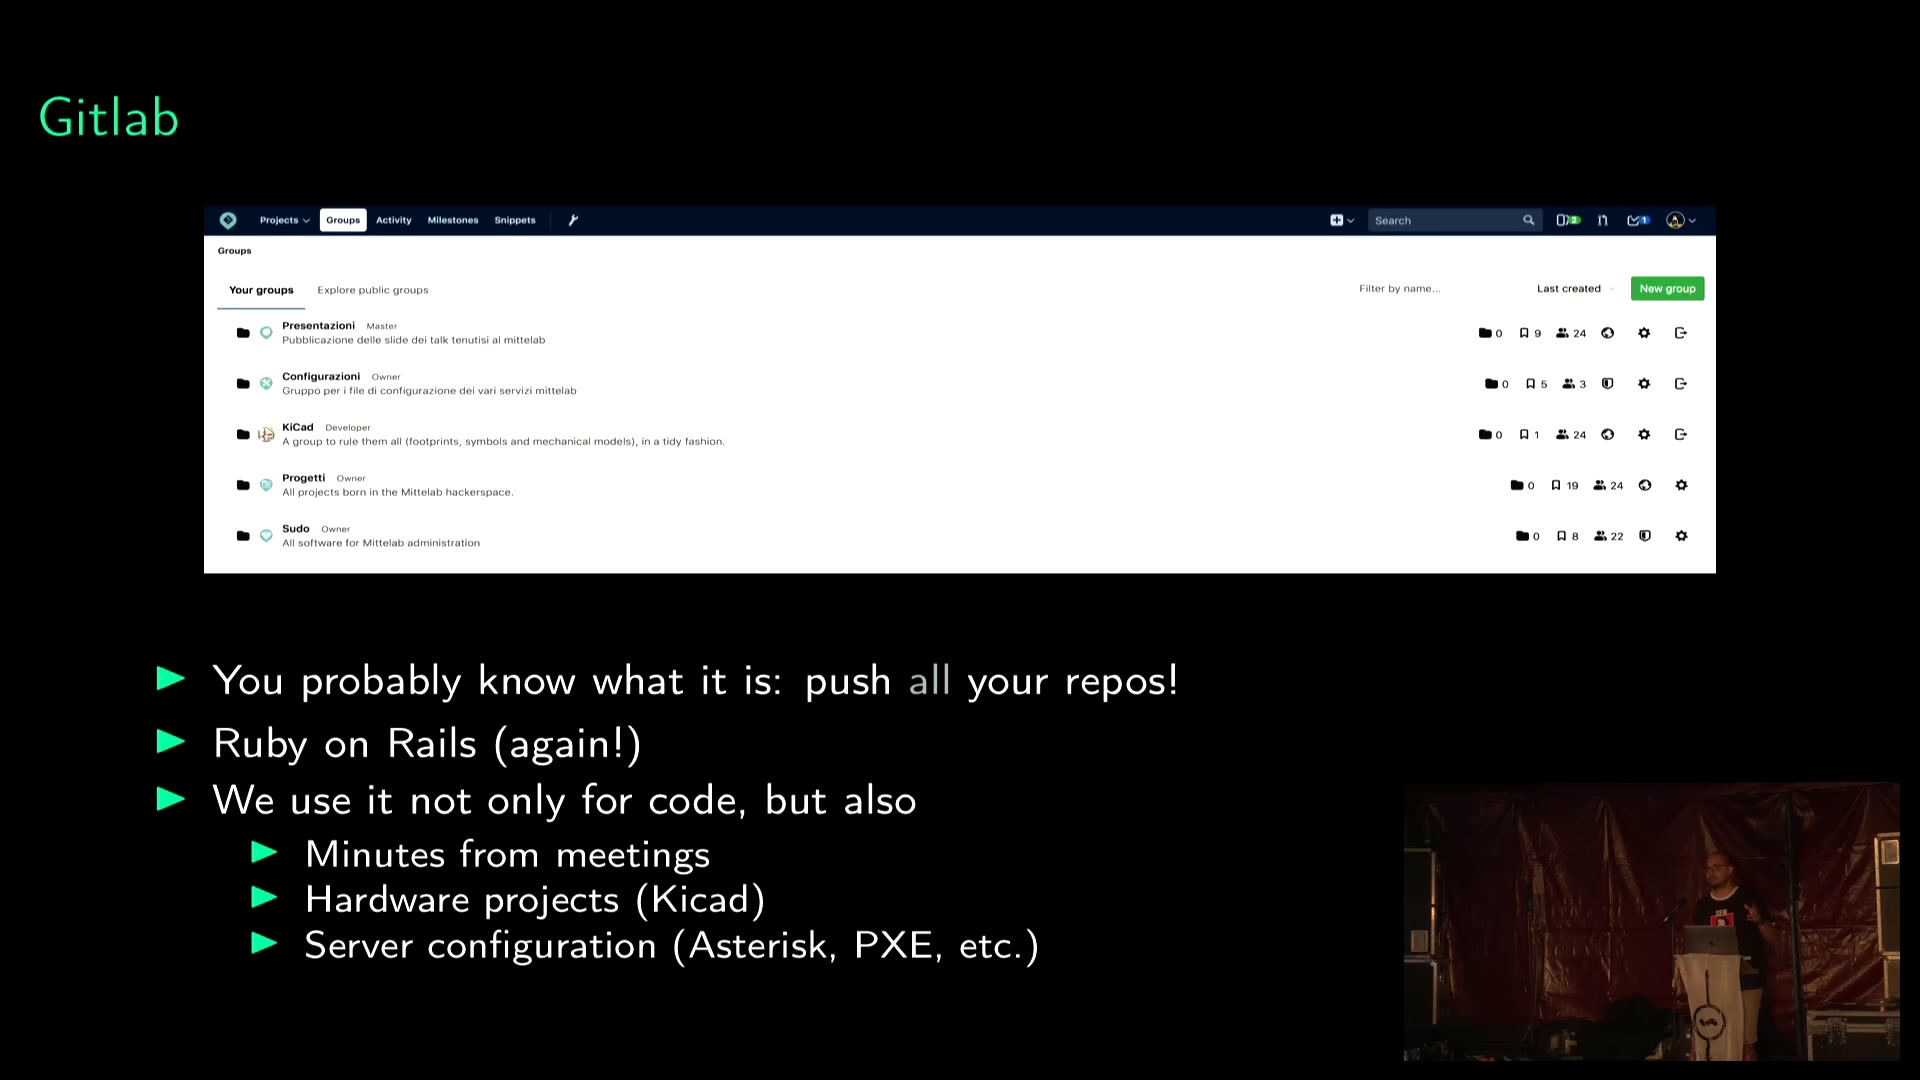 Gitlab
Projects Groups Activity Milestones Snippets Search 2 1
Groups
Your groups Explore public groups Filter by name... Last created New group
Presentazioni Master
Pubblicazione delle slide dei talk tenutisi al mittelab
0 9 24
Configurazioni Owner
Gruppo per i file di configurazione dei vari servizi mittelab
0 5 3
KiCad Developer
A group to rule them all (footprints, symbols and mechanical models), in a tidy fashion.
0 1 24
Progetti Owner
All projects born in the Mittelab hackerspace.
0 19 24
Sudo Owner
All software for Mittelab administration
0 8 22
You probably know what it is: push all your repos!
Ruby on Rails (again!)
We use it not only for code, but also
Minutes from meetings
Hardware projects (Kicad)
Server configuration (Asterisk, PXE, etc.)